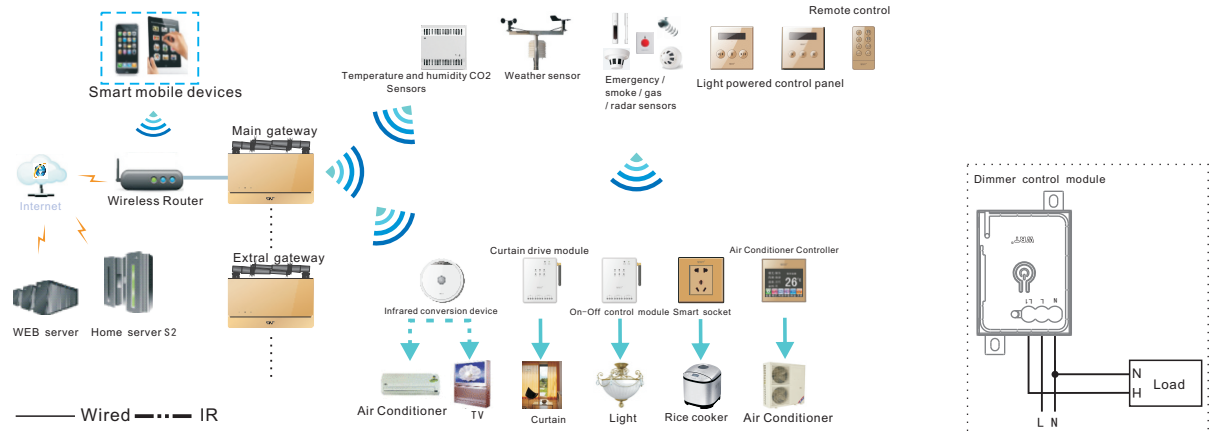 Remote control
Temperature and humidity CO2
Sensors
Weather sensor
Emergency /
smoke / gas
/ radar sensors
Light powered control panel
Smart mobile devices
Main gateway
Internet
Wireless Router
Extral gateway
WEB server
Home server S2
Curtain drive module
Air Conditioner Controller
26
Infrared conversion device
On-Off control module
Smart socket
Air Conditioner
TV
Curtain
Light
Rice cooker
Air Conditioner
Wired
IR
Dimmer control module
WRT
L1 L N
N
H
Load
L N